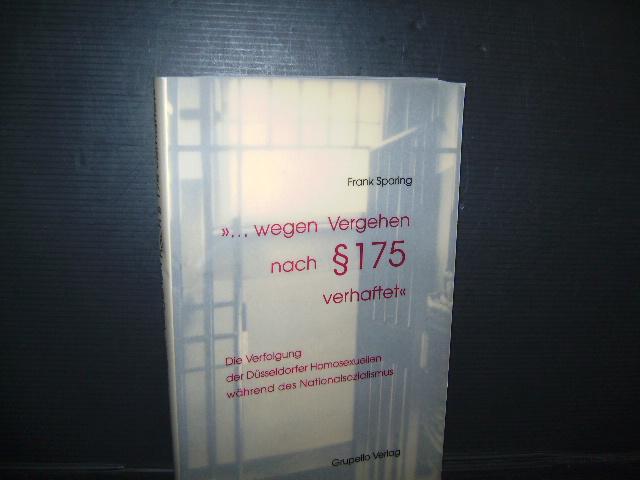 Frank Sparing
»... wegen Vergehen
nach §175
verhaftet«
Die Verfolgung
der Düsseldorfer Homosexuellen
während des Nationalsozialismus
Grupello Verlag